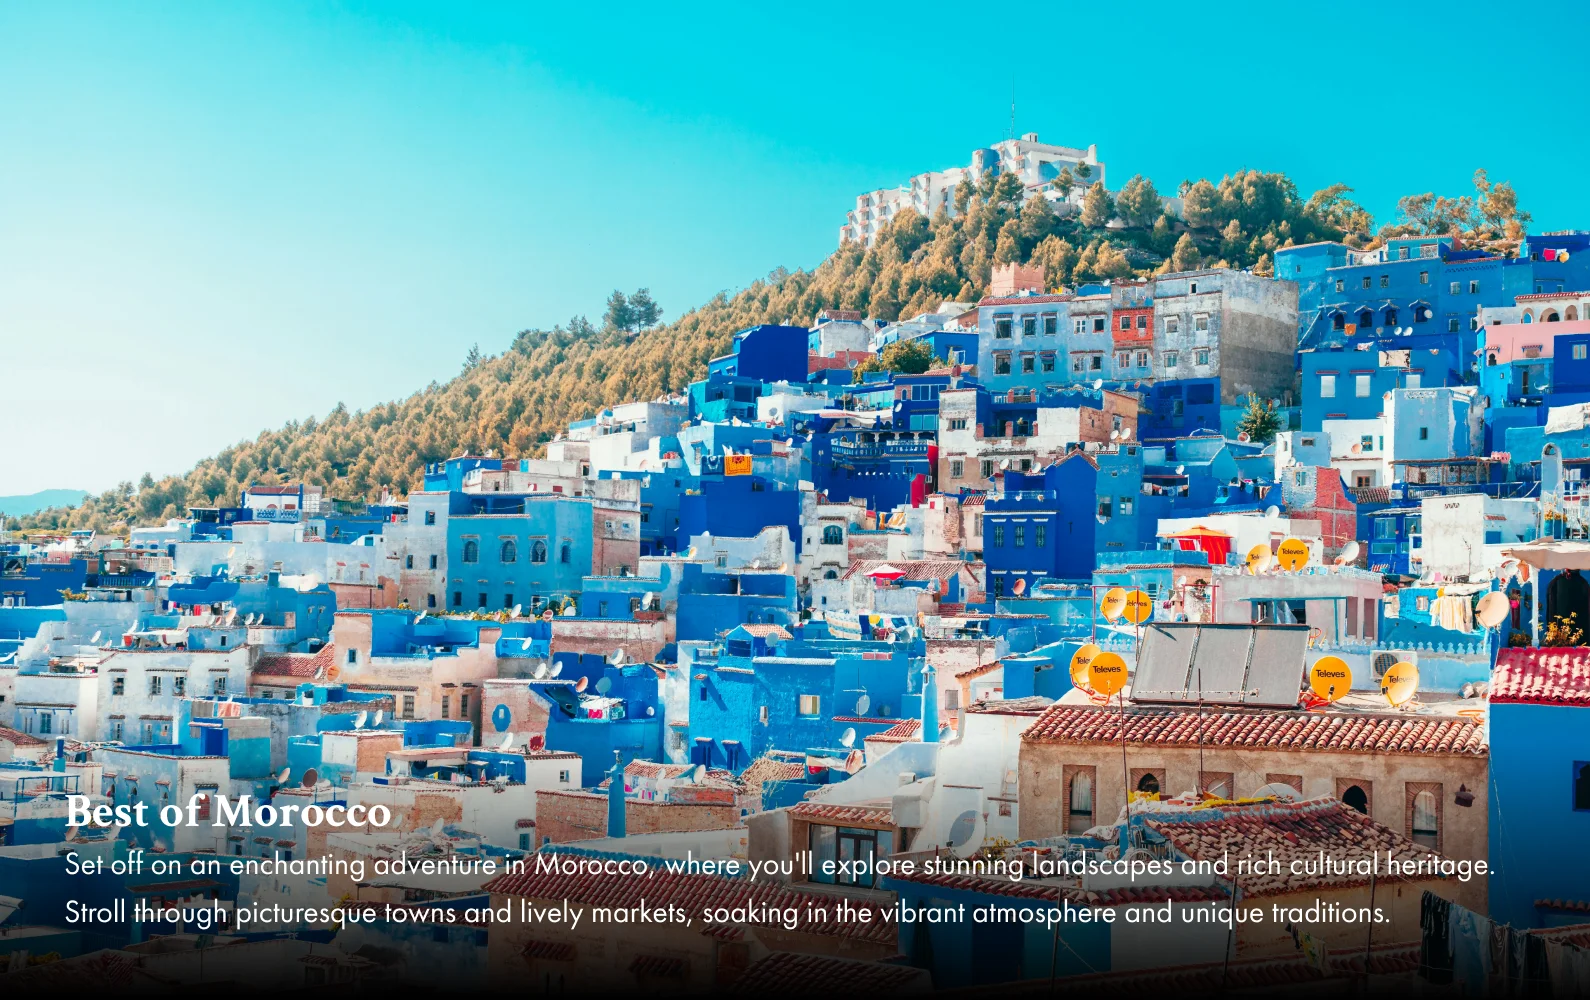 Televes
Televes
Televes
Televes
Best of Morocco
Set off on an enchanting adventure in Morocco, where you'll explore stunning landscapes and rich cultural heritage.
Stroll through picturesque towns and lively markets, soaking in the vibrant atmosphere and unique traditions.